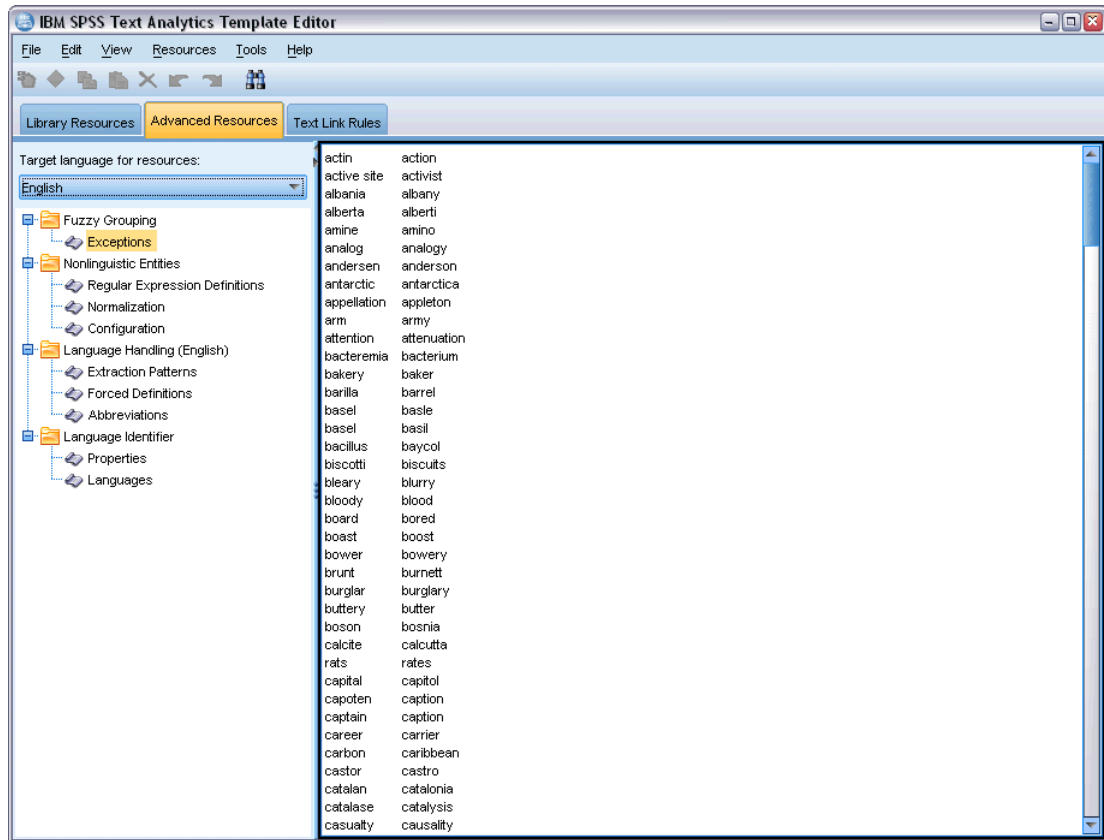 IBM SPSS Text Analytics Template Editor
File Edit View Resources Tools Help
Library Resources Advanced Resources Text Link Rules
Target language for resources:
English
Fuzzy Grouping
Exceptions
Nonlinguistic Entities
Regular Expression Definitions
Normalization
Configuration
Language Handling (English)
Extraction Patterns
Forced Definitions
Abbreviations
Language Identifier
Properties
Languages
actin action
active site activist
albania albany
alberta alberti
amine amino
analog analogy
andersen anderson
antarctic antarctica
appellation appleton
arm army
attention attenuation
bacteremia bacterium
bakery baker
barilla barrel
basel basle
basel basil
bacillus baycol
biscotti biscuits
bleary blurry
bloody blood
board bored
boast boost
bower bowery
brunt burnett
burglar burglary
buttery butter
boson bosnia
calcite calcutta
rats rates
capital capitol
capoten caption
captain caption
career carrier
carbon caribbean
castor castro
catalan catalonia
catalase catalysis
casualty causality